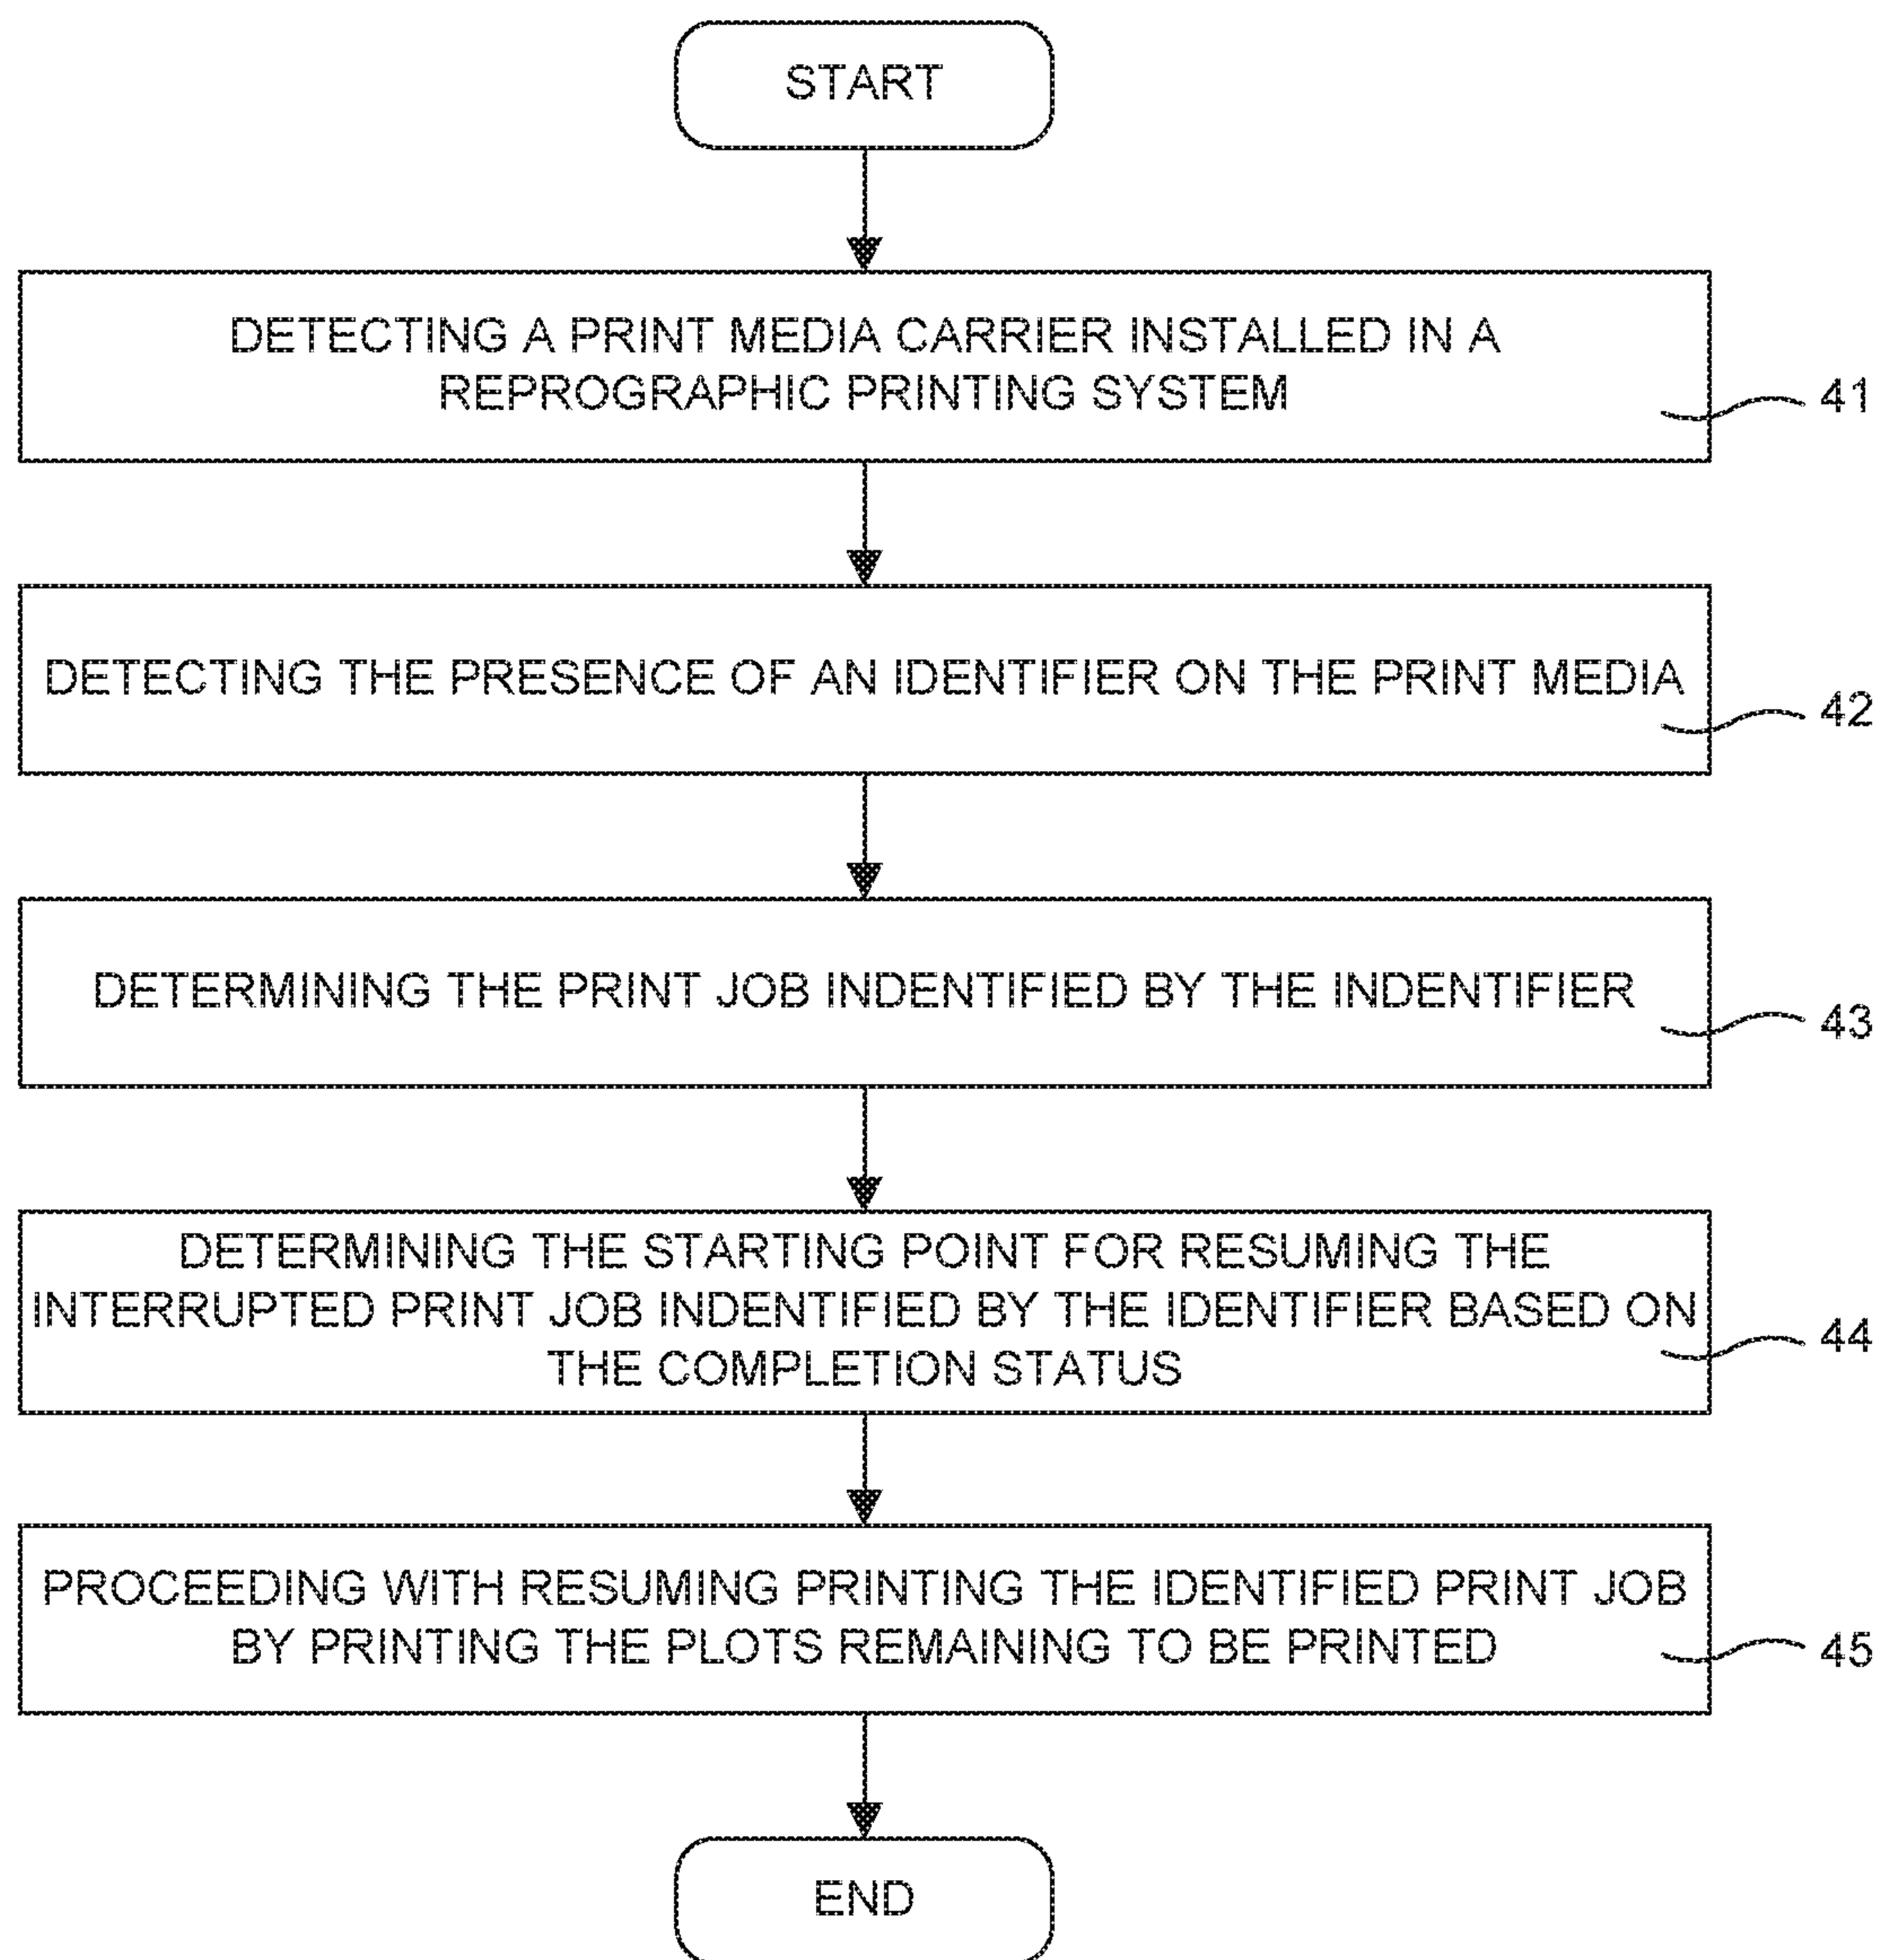 START
DETECTING A PRINT MEDIA CARRIER INSTALLED IN A
REPROGRAPHIC PRINTING SYSTEM
41
DETECTING THE PRESENCE OF AN IDENTIFIER ON THE PRINT MEDIA
42
DETERMINING THE PRINT JOB INDENTIFIED BY THE INDENTIFIER
43
DETERMINING THE STARTING POINT FOR RESUMING THE
INTERRUPTED PRINT JOB INDENTIFIED BY THE IDENTIFIER BASED ON
THE COMPLETION STATUS
44
PROCEEDING WITH RESUMING PRINTING THE IDENTIFIED PRINT JOB
BY PRINTING THE PLOTS REMAINING TO BE PRINTED
45
END